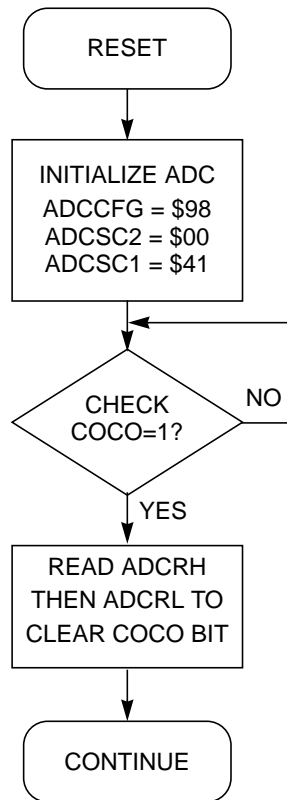 RESET
INITIALIZE ADC
ADCCFG = $98
ADCSC2 = $00
ADCSC1 = $41
CHECK
COCO=1?
NO
YES
READ ADCRH
THEN ADCRL TO
CLEAR COCO BIT
CONTINUE